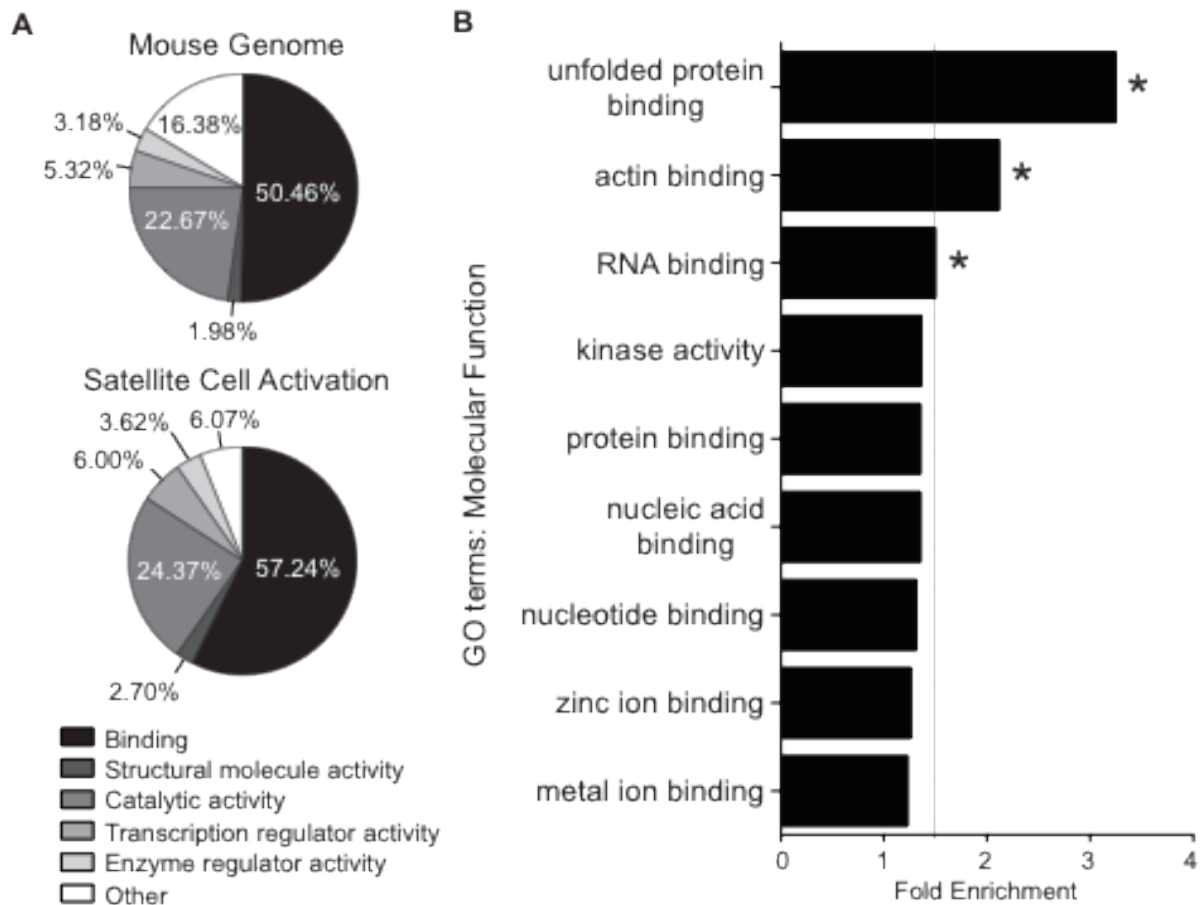 A
Mouse Genome
3.18%
16.38%
5.32%
50.46%
22.67%
1.98%
Satellite Cell Activation
3.62%
6.07%
6.00%
24.37%
57.24%
2.70%
Binding
Structural molecule activity
Catalytic activity
Transcription regulator activity
Enzyme regulator activity
Other
B
GO terms: Molecular Function
unfolded protein
binding
*
actin binding
*
RNA binding
*
kinase activity
protein binding
nucleic acid
binding
nucleotide binding
zinc ion binding
metal ion binding
0 1 2 3 4
Fold Enrichment